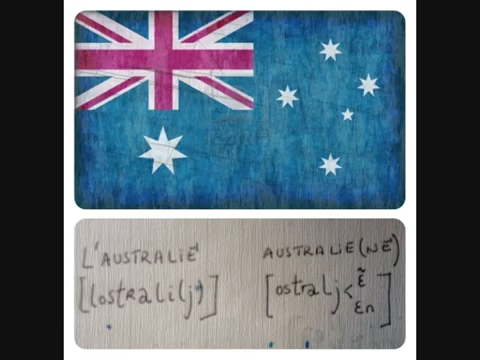 L'AUSTRALIE
[lostrali(j)]
AUSTRALIE(NE)
ɛ̃
[ostralj<
ɛn]